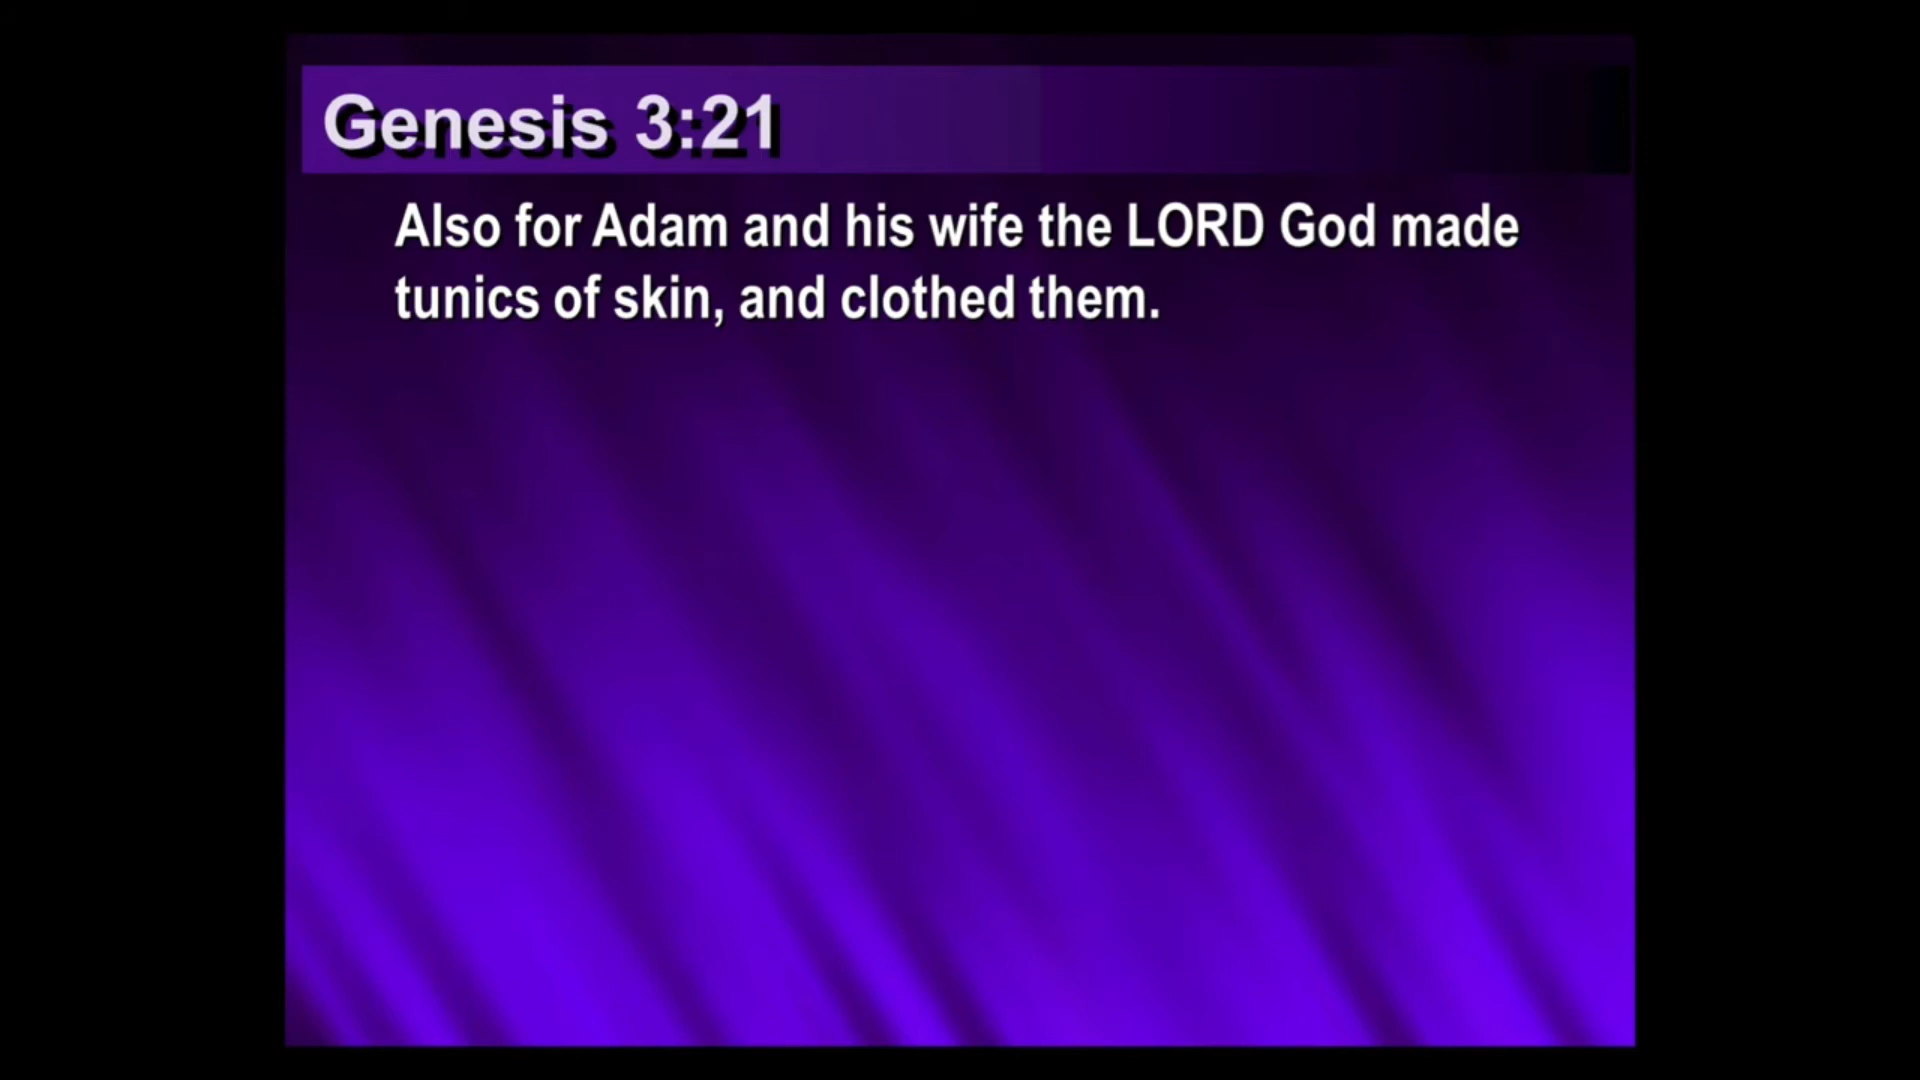 Genesis 3:21
Also for Adam and his wife the LORD God made
tunics of skin, and clothed them.